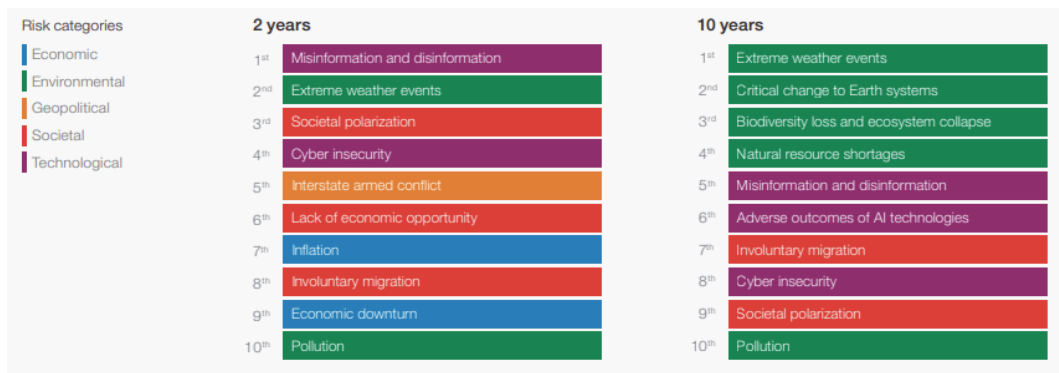 Risk categories
Economic
Environmental
Geopolitical
Societal
Technological
2 years
1st Misinformation and disinformation
2nd Extreme weather events
3rd Societal polarization
4th Cyber insecurity
5th Interstate armed conflict
6th Lack of economic opportunity
7th Inflation
8th Involuntary migration
9th Economic downturn
10th Pollution
10 years
1st Extreme weather events
2nd Critical change to Earth systems
3rd Biodiversity loss and ecosystem collapse
4th Natural resource shortages
5th Misinformation and disinformation
6th Adverse outcomes of AI technologies
7th Involuntary migration
8th Cyber insecurity
9th Societal polarization
10th Pollution